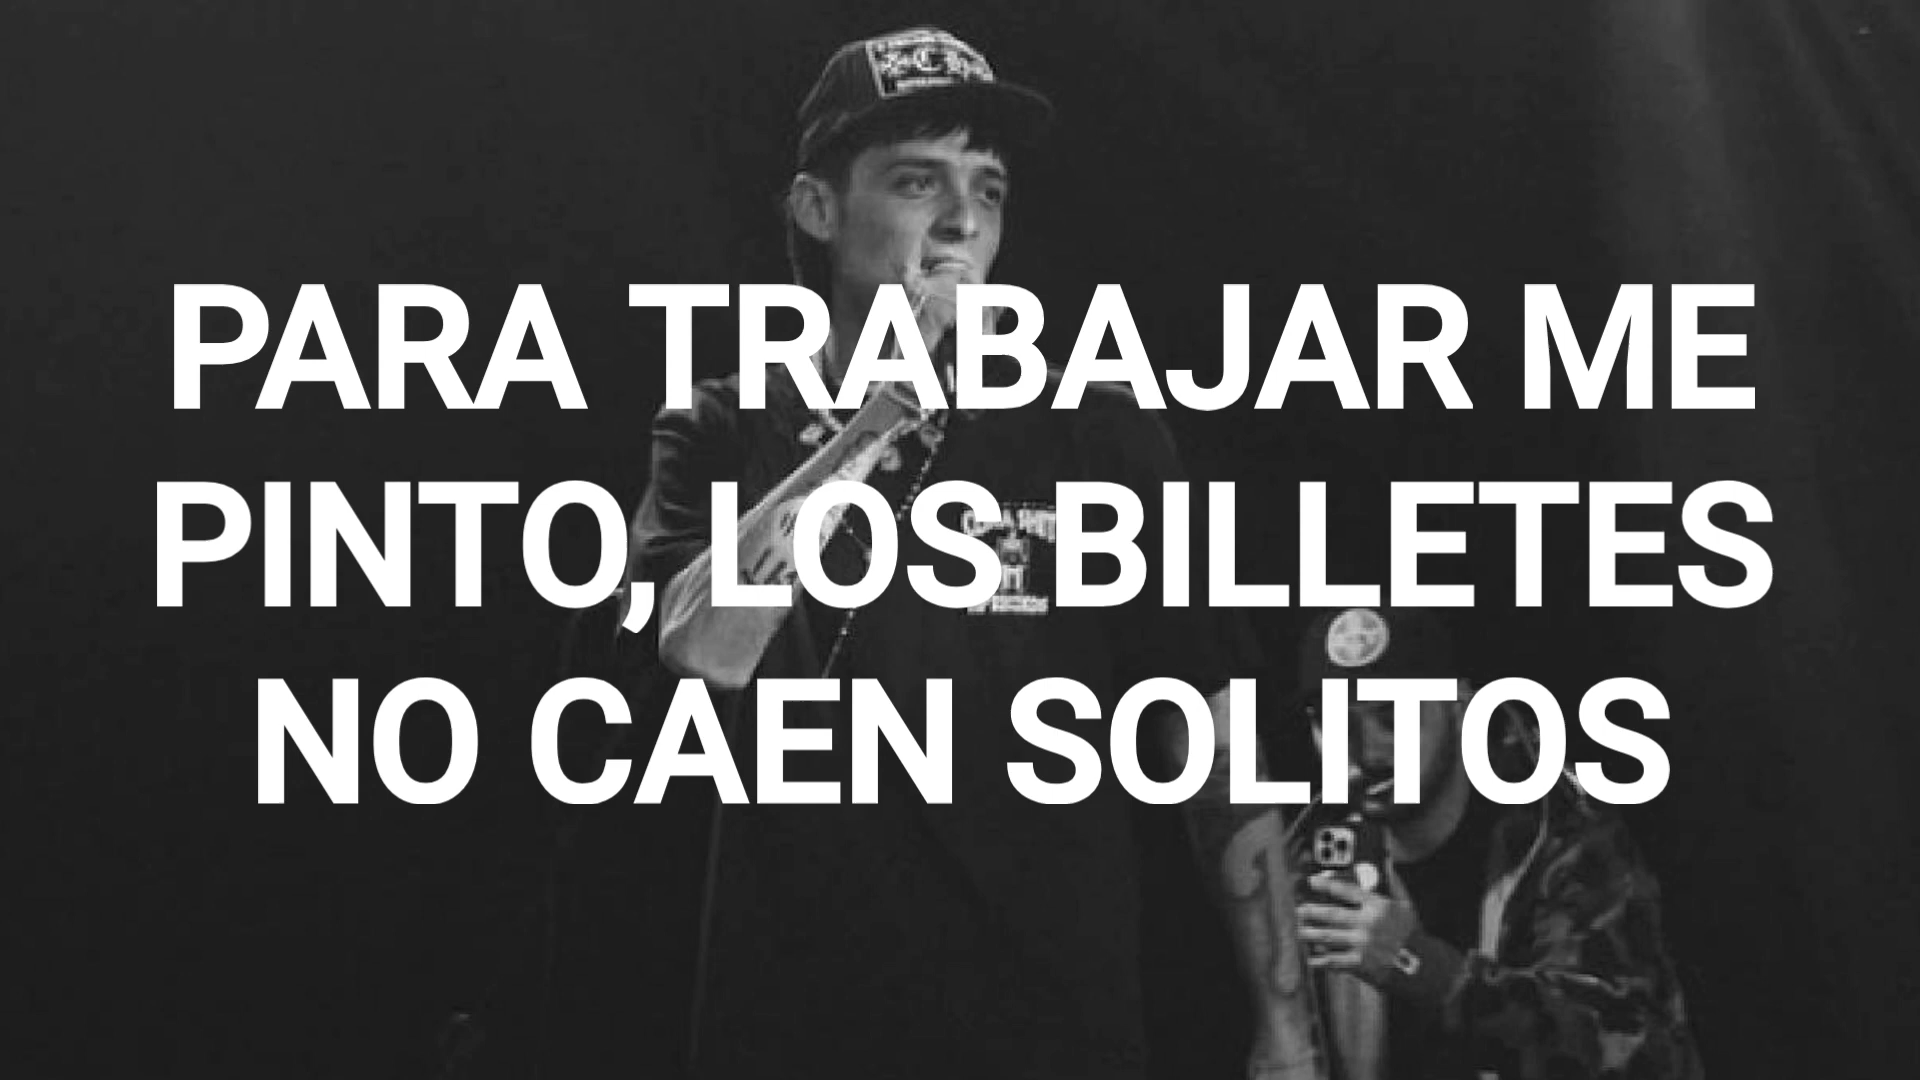 PARA TRABAJAR ME
PINTO, LOS BILLETES
NO CAEN SOLITOS